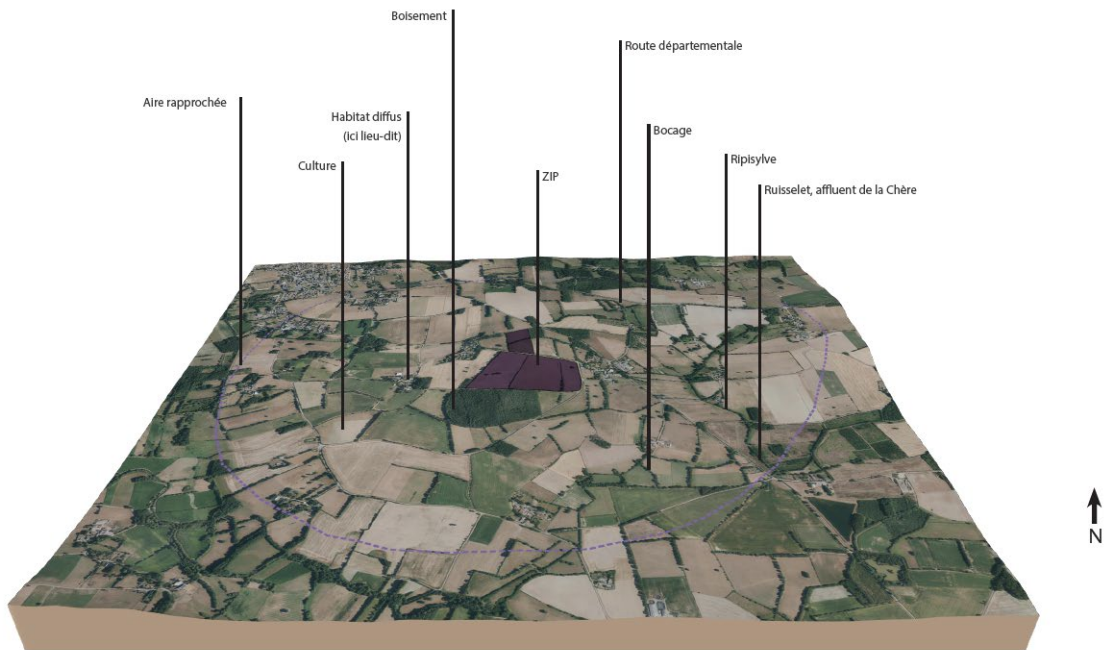 Boisement
Route départementale
Aire rapprochée
Habitat diffus
(ici lieu-dit)
Bocage
Culture
Ripisylve
ZIP
Ruisselet, affluent de la Chère
N